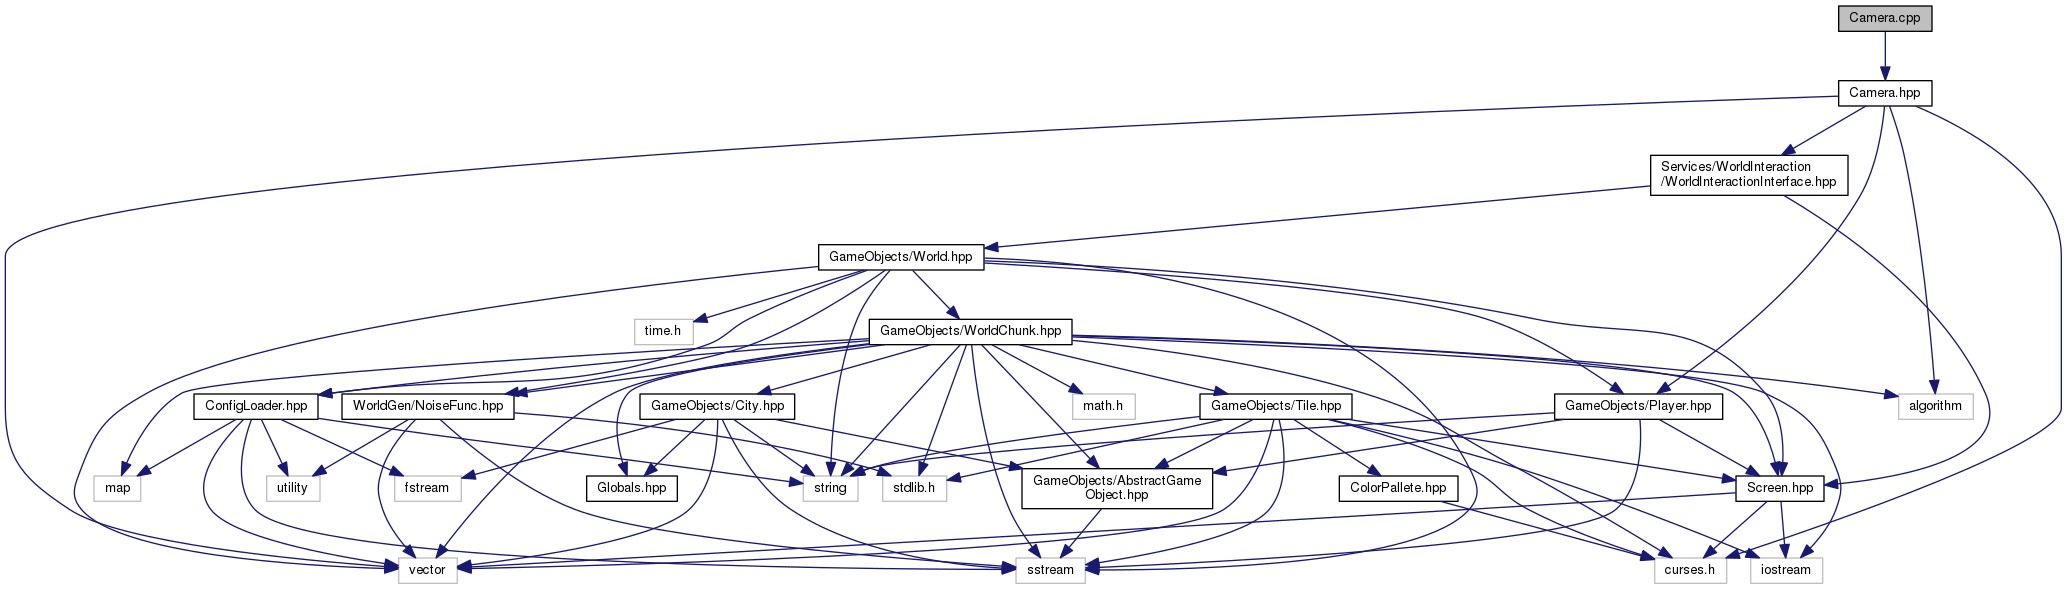 Camera.cpp
Camera.hpp
Services/WorldInteraction
/WorldInteractionInterface.hpp
GameObjects/World.hpp
time.h
GameObjects/WorldChunk.hpp
ConfigLoader.hpp
WorldGen/NoiseFunc.hpp
GameObjects/City.hpp
math.h
GameObjects/Tile.hpp
GameObjects/Player.hpp
algorithm
map
utility
fstream
Globals.hpp
string
stdlib.h
GameObjects/AbstractGame
Object.hpp
ColorPallete.hpp
Screen.hpp
vector
sstream
curses.h
iostream